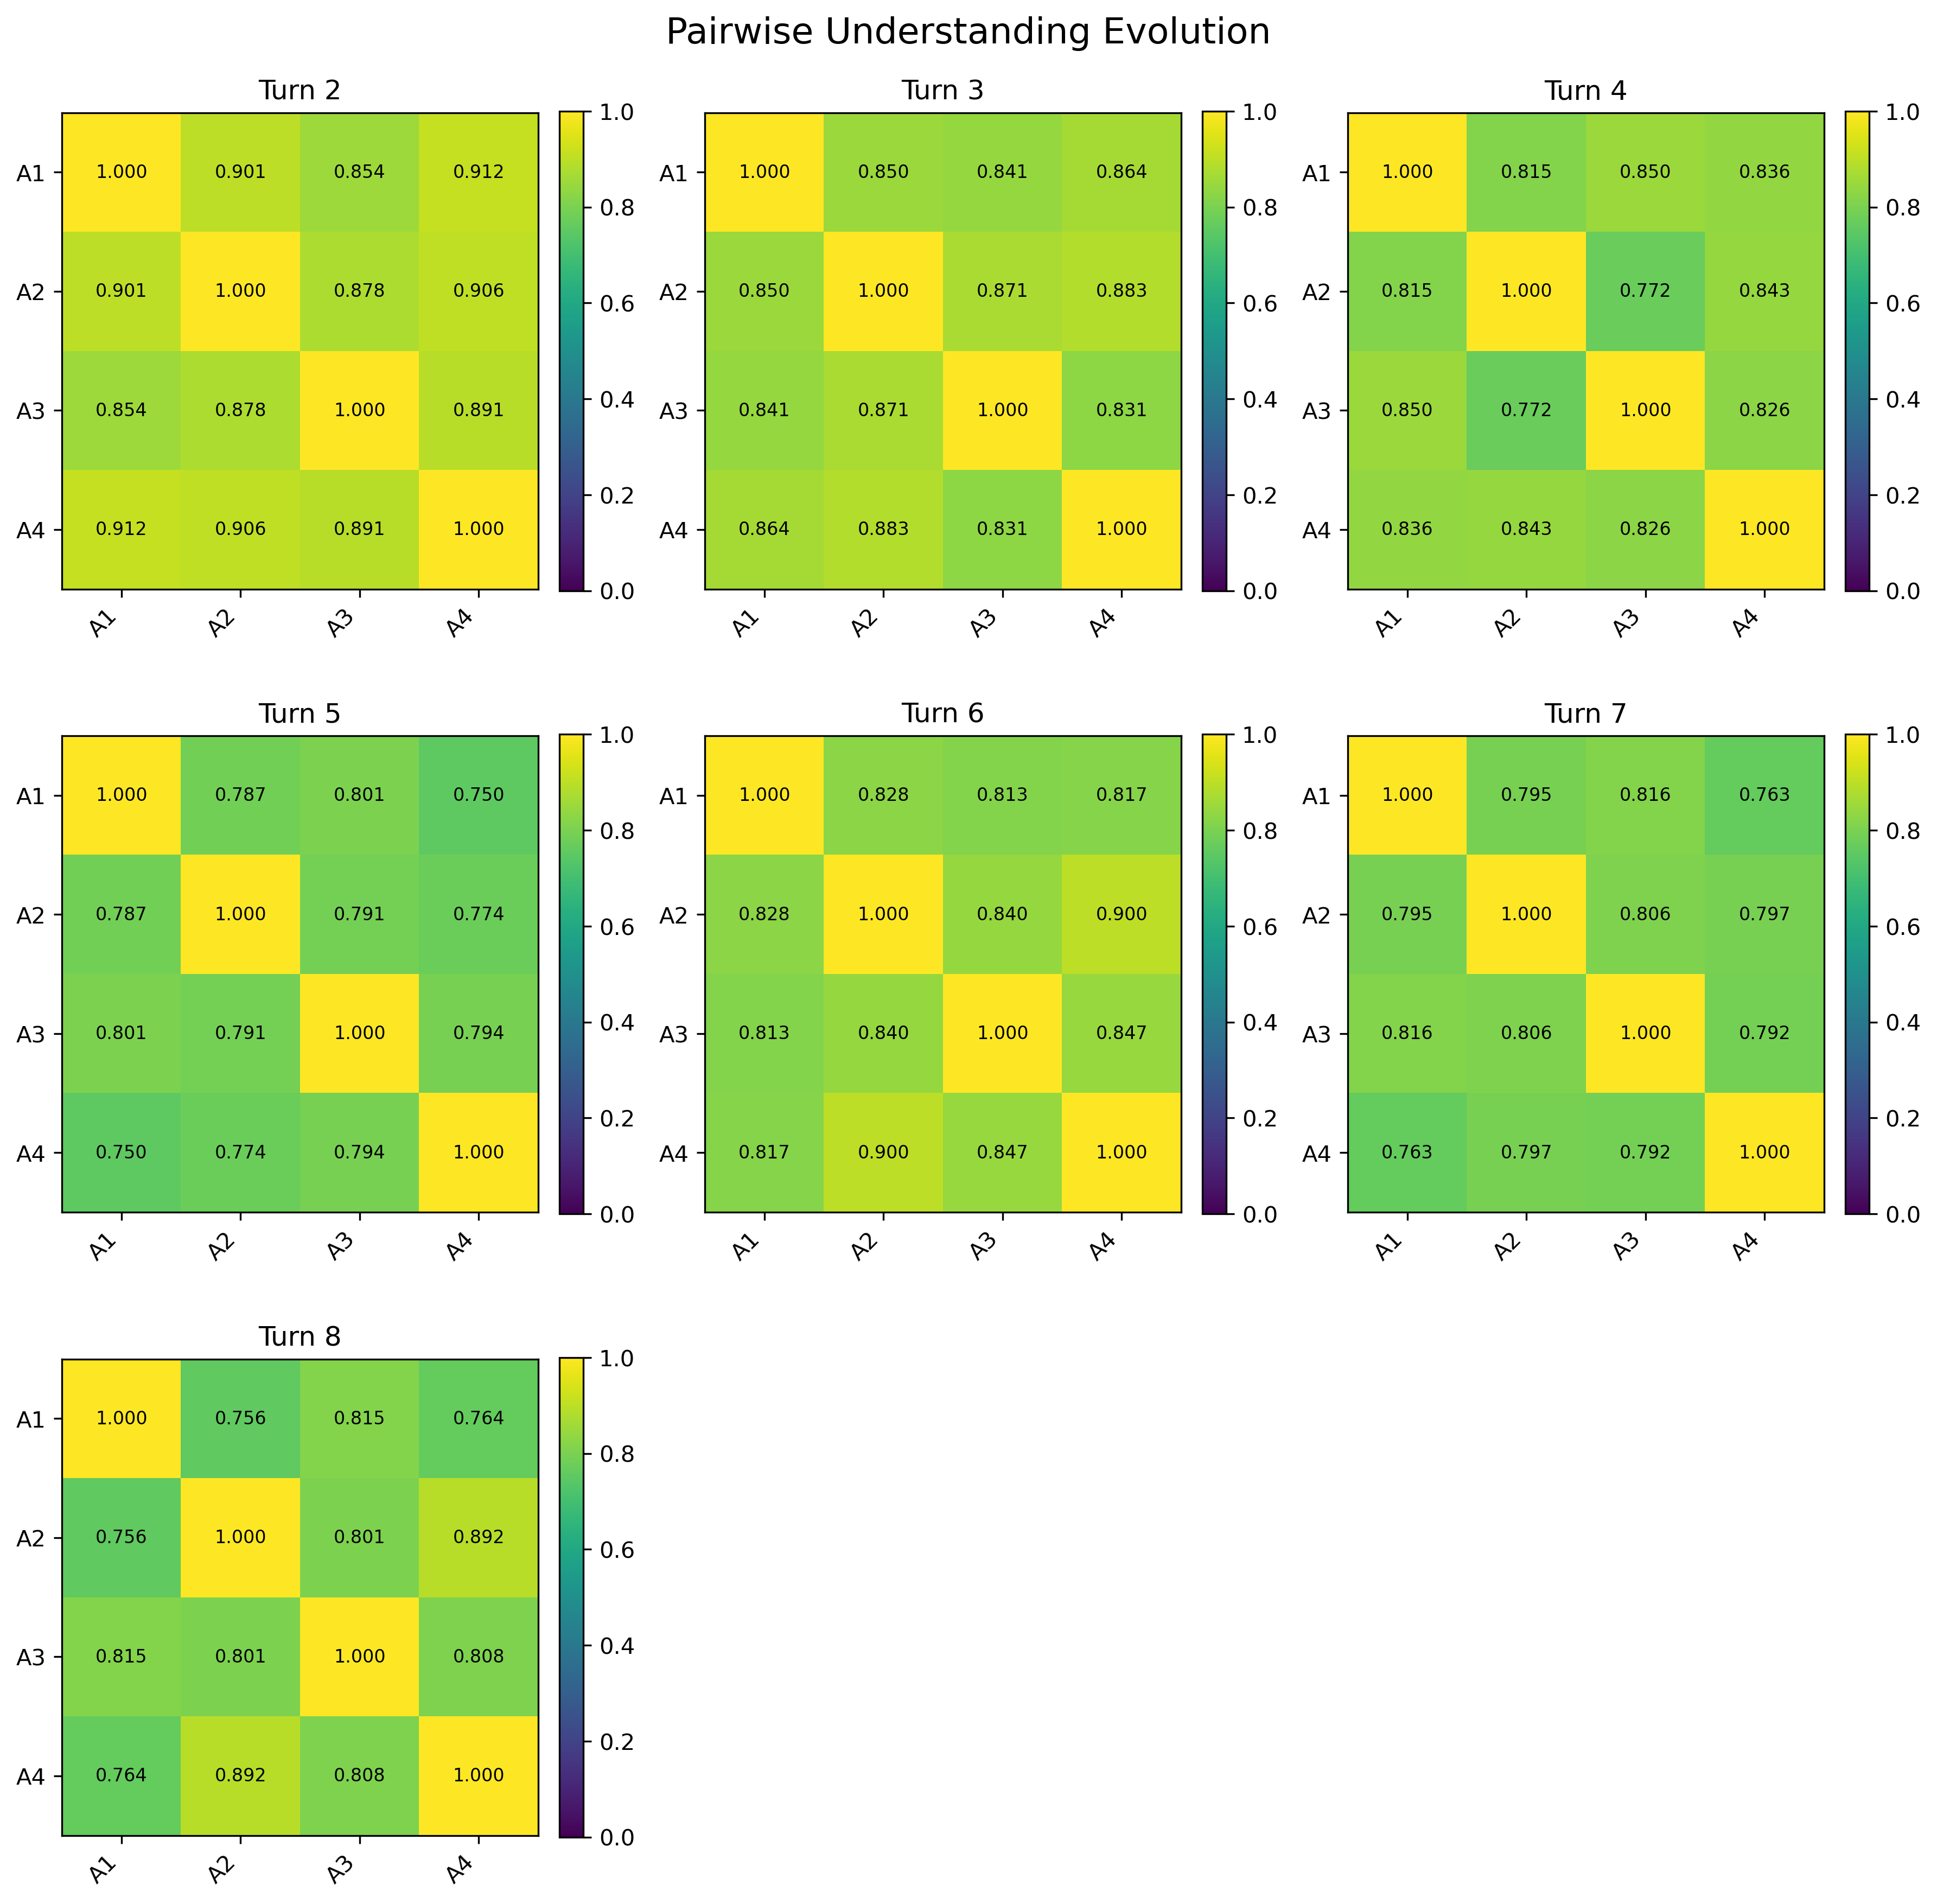 Pairwise Understanding Evolution
Turn 2
A1 1.000 0.901 0.854 0.912
A2 0.901 1.000 0.878 0.906
A3 0.854 0.878 1.000 0.891
A4 0.912 0.906 0.891 1.000
A1 A2 A3 A4
1.0
0.8
0.6
0.4
0.2
0.0
Turn 3
A1 1.000 0.850 0.841 0.864
A2 0.850 1.000 0.871 0.883
A3 0.841 0.871 1.000 0.831
A4 0.864 0.883 0.831 1.000
A1 A2 A3 A4
1.0
0.8
0.6
0.4
0.2
0.0
Turn 4
A1 1.000 0.815 0.850 0.836
A2 0.815 1.000 0.772 0.843
A3 0.850 0.772 1.000 0.826
A4 0.836 0.843 0.826 1.000
A1 A2 A3 A4
1.0
0.8
0.6
0.4
0.2
0.0
Turn 5
A1 1.000 0.787 0.801 0.750
A2 0.787 1.000 0.791 0.774
A3 0.801 0.791 1.000 0.794
A4 0.750 0.774 0.794 1.000
A1 A2 A3 A4
1.0
0.8
0.6
0.4
0.2
0.0
Turn 6
A1 1.000 0.828 0.813 0.817
A2 0.828 1.000 0.840 0.900
A3 0.813 0.840 1.000 0.847
A4 0.817 0.900 0.847 1.000
A1 A2 A3 A4
1.0
0.8
0.6
0.4
0.2
0.0
Turn 7
A1 1.000 0.795 0.816 0.763
A2 0.795 1.000 0.806 0.797
A3 0.816 0.806 1.000 0.792
A4 0.763 0.797 0.792 1.000
A1 A2 A3 A4
1.0
0.8
0.6
0.4
0.2
0.0
Turn 8
A1 1.000 0.756 0.815 0.764
A2 0.756 1.000 0.801 0.892
A3 0.815 0.801 1.000 0.808
A4 0.764 0.892 0.808 1.000
A1 A2 A3 A4
1.0
0.8
0.6
0.4
0.2
0.0